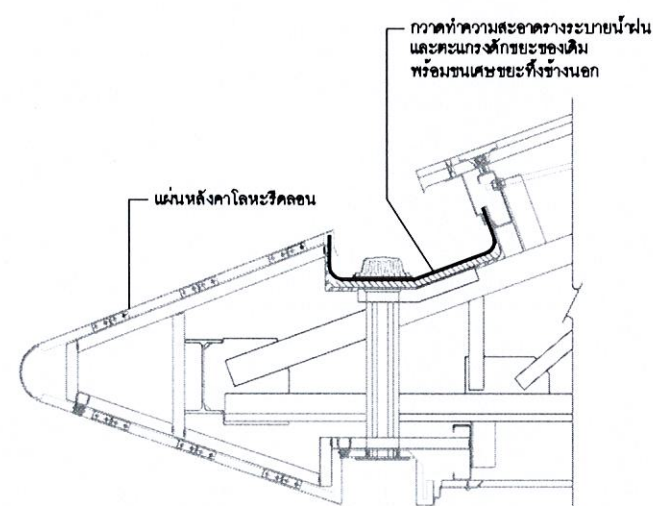 กวาดทำความสะอาดรางระบายน้ำฝน
และตะแกรงดักขยะของเดิม
พร้อมขนเศษขยะทิ้งข้างนอก
แผ่นหลังคาโลหะรีดลอน